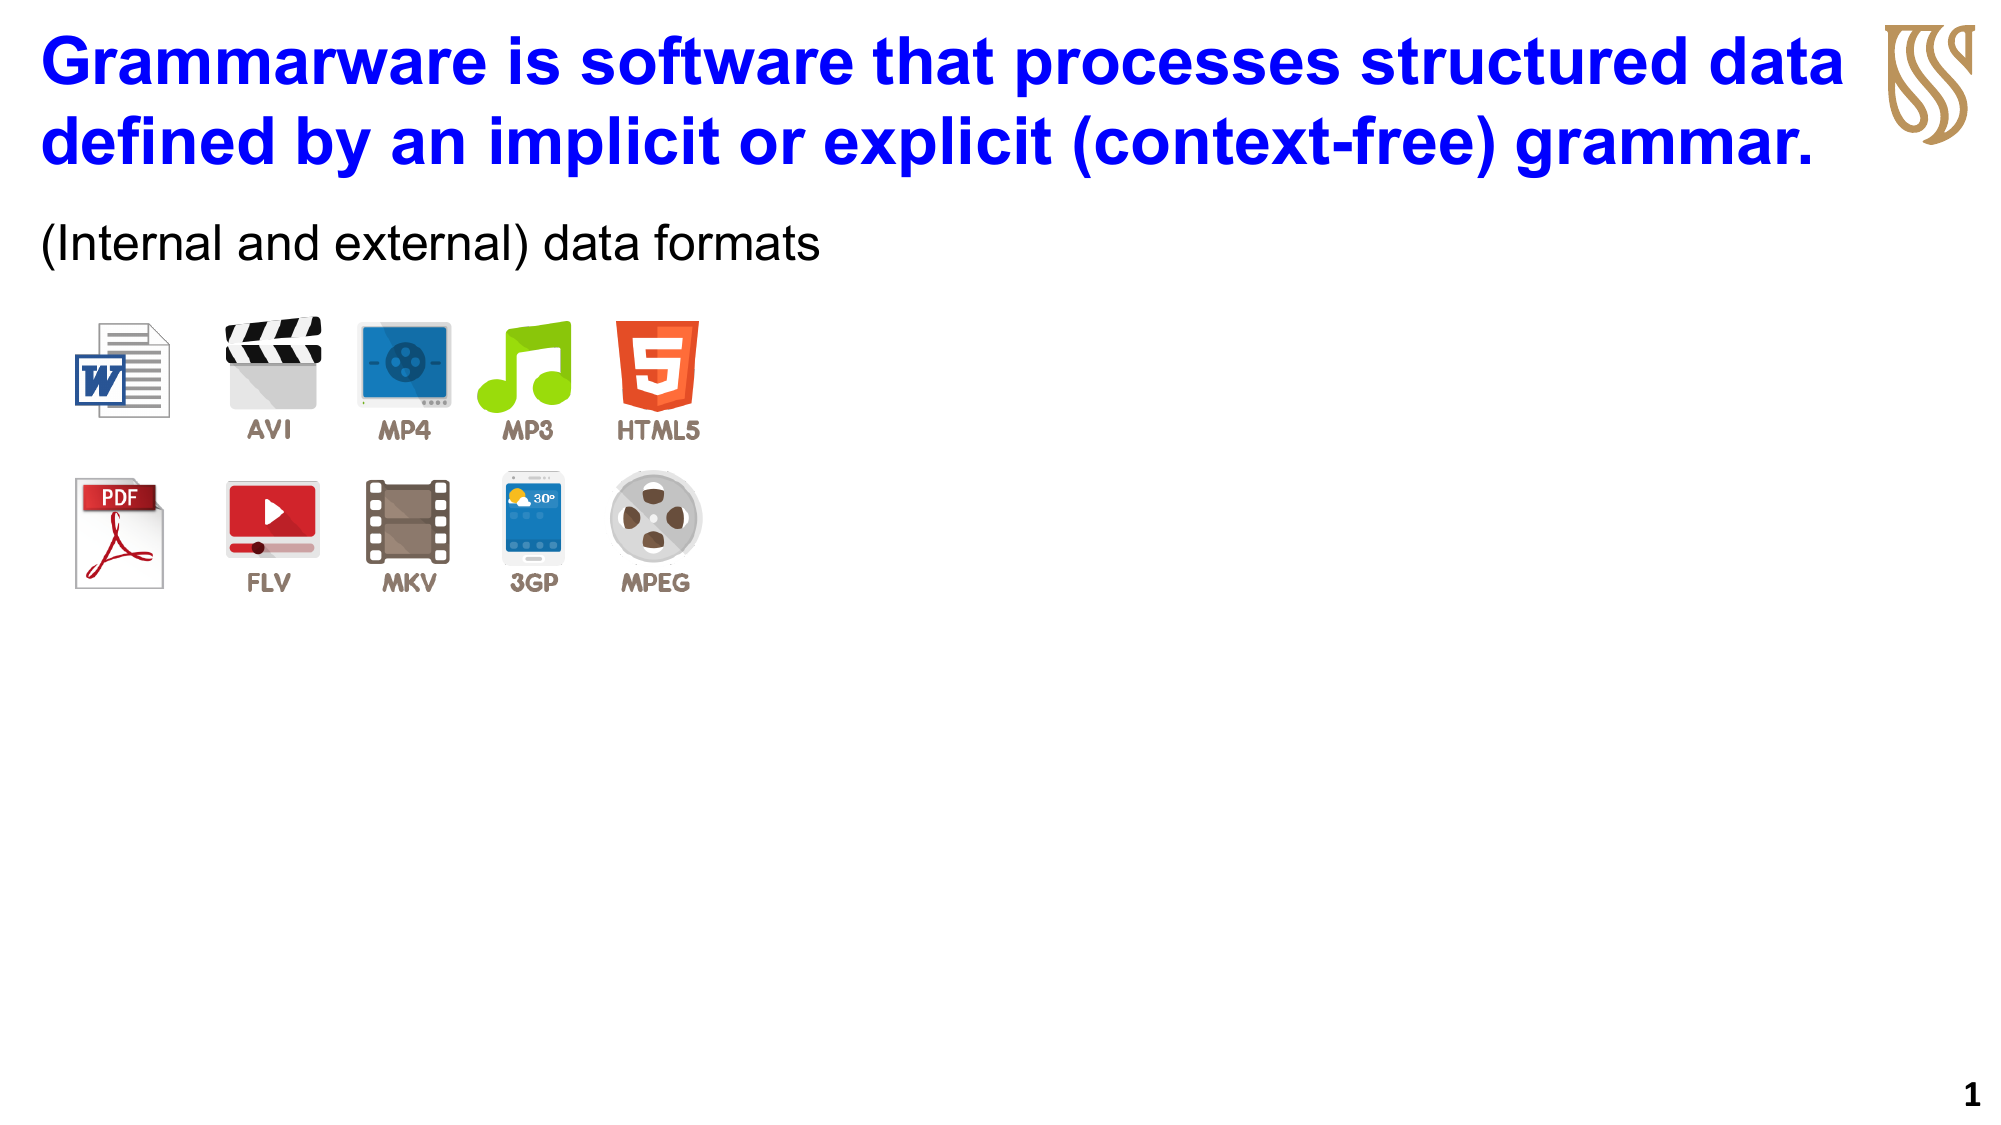 Grammarware is software that processes structured data
defined by an implicit or explicit (context-free) grammar.
(Internal and external) data formats
W
AVI MP4 MP3 HTML5
PDF
30°
FLV MKV 3GP MPEG
1